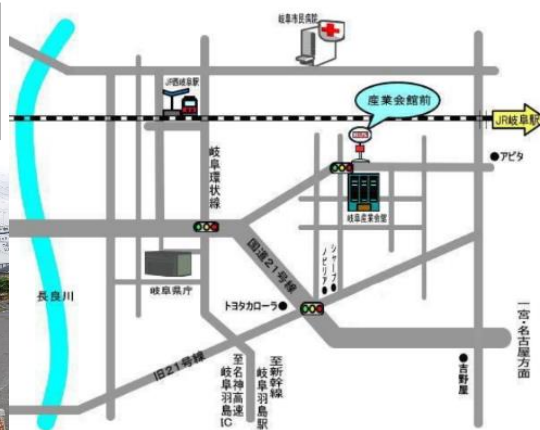 岐阜市民病院
JR西岐阜駅
産業会館前
JR岐阜駅
岐阜環状線
●アピタ
岐阜産業会館
国道21号線
シャープ●
ノビリア●
岐阜県庁
長良川
トヨタカローラ●
旧21号線
至名神高速
岐阜羽島IC
至新幹線
岐阜羽島駅
●吉野屋
一宮・名古屋方面